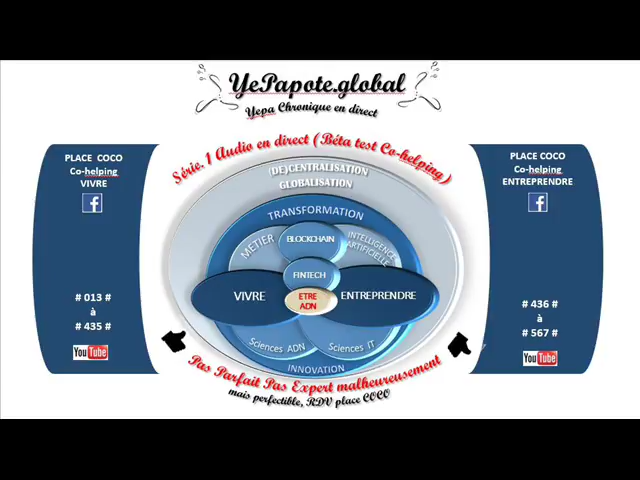 YePapote.global
Yepa Chronique en direct
Série. 1 Audio en direct (Béta test Co-helping)
PLACE COCO
Co-helping
VIVRE
# 013 #
à
# 435 #
YouTube
(DE)CENTRALISATION
GLOBALISATION
TRANSFORMATION
METIER
BLOCKCHAIN
INTELLIGENCE
ARTIFICIELLE
FINTECH
VIVRE
ETRE
ADN
ENTREPRENDRE
Sciences ADN
Sciences IT
INNOVATION
PLACE COCO
Co-helping
ENTREPRENDRE
# 436 #
à
# 567 #
YouTube
Pas Parfait Pas Expert malheureusement
mais perfectible, RDV place COCO